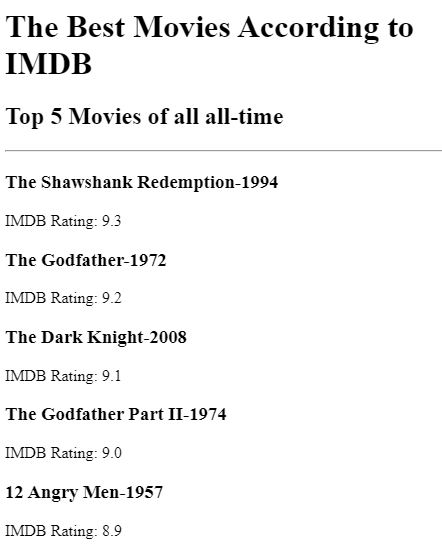 The Best Movies According to
IMDB
Top 5 Movies of all all-time
The Shawshank Redemption-1994
IMDB Rating: 9.3
The Godfather-1972
IMDB Rating: 9.2
The Dark Knight-2008
IMDB Rating: 9.1
The Godfather Part II-1974
IMDB Rating: 9.0
12 Angry Men-1957
IMDB Rating: 8.9